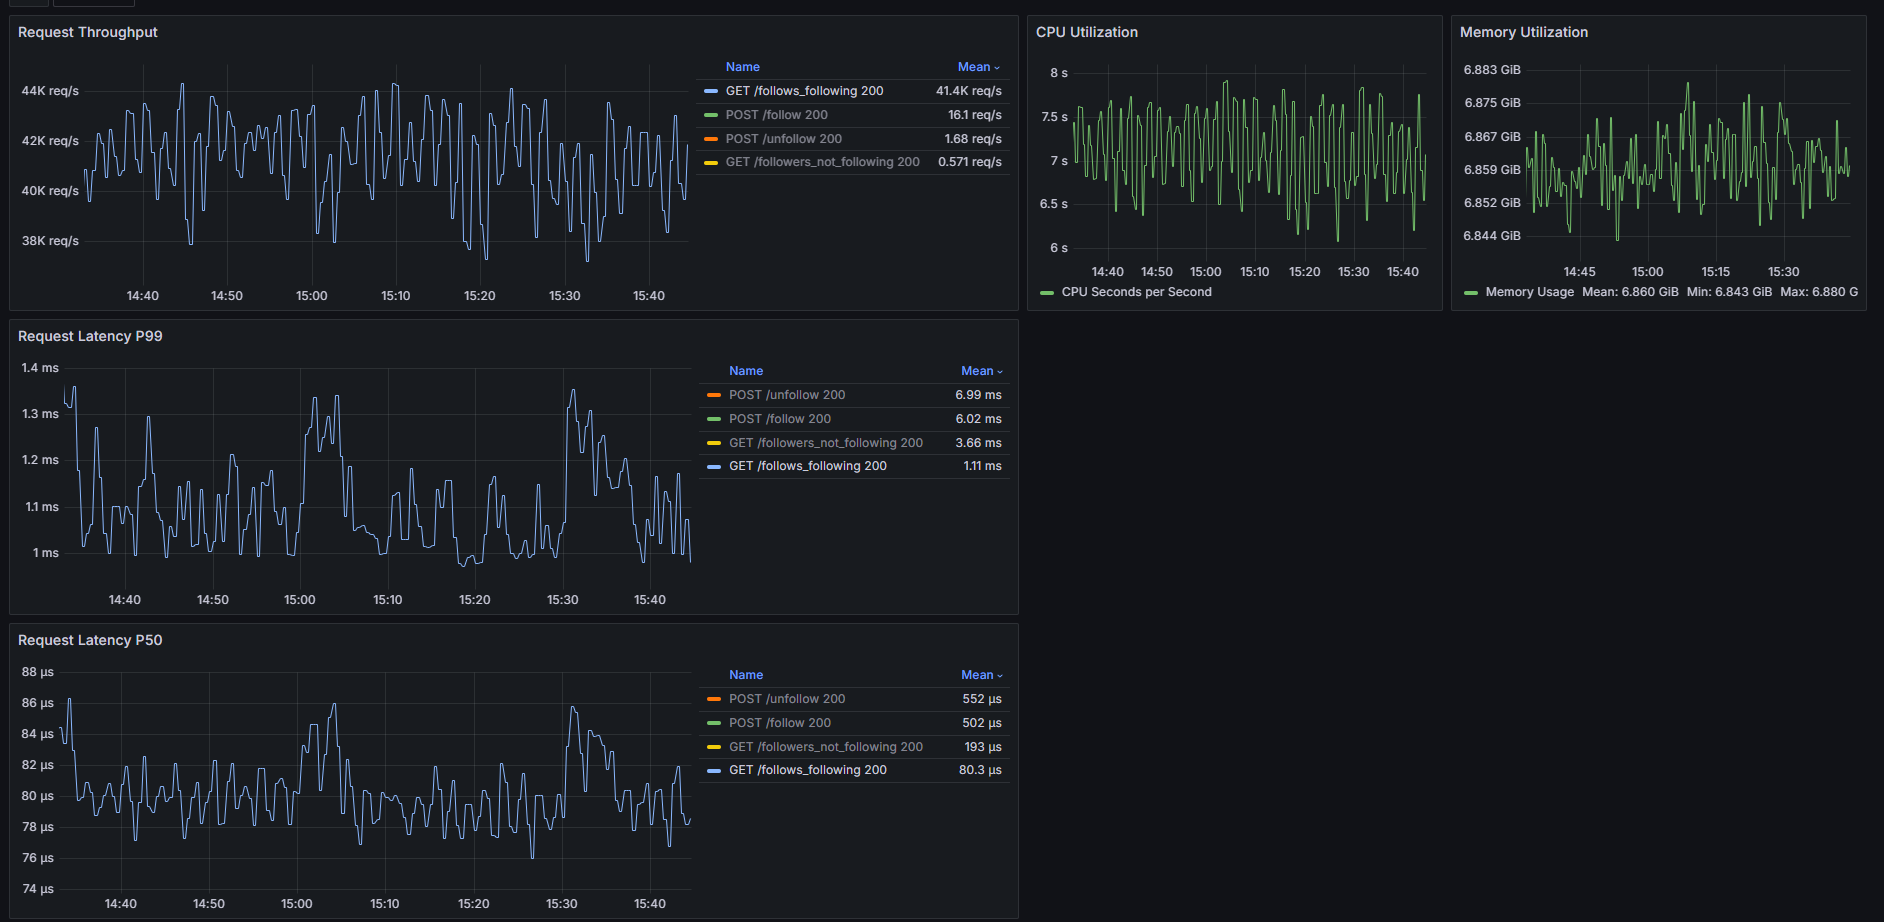 Request Throughput
44K req/s
42K req/s
40K req/s
38K req/s
14:40 14:50 15:00 15:10 15:20 15:30 15:40
Name Mean
GET /follows_following 200 41.4K req/s
POST /follow 200 16.1 req/s
POST /unfollow 200 1.68 req/s
GET /followers_not_following 200 0.571 req/s
CPU Utilization
8 s
7.5 s
7 s
6.5 s
6 s
14:40 14:50 15:00 15:10 15:20 15:30 15:40
CPU Seconds per Second
Memory Utilization
6.883 GiB
6.875 GiB
6.867 GiB
6.859 GiB
6.852 GiB
6.844 GiB
14:45 15:00 15:15 15:30
Memory Usage Mean: 6.860 GiB Min: 6.843 GiB Max: 6.880 G
Request Latency P99
1.4 ms
1.3 ms
1.2 ms
1.1 ms
1 ms
14:40 14:50 15:00 15:10 15:20 15:30 15:40
Name Mean
POST /unfollow 200 6.99 ms
POST /follow 200 6.02 ms
GET /followers_not_following 200 3.66 ms
GET /follows_following 200 1.11 ms
Request Latency P50
88 µs
86 µs
84 µs
82 µs
80 µs
78 µs
76 µs
74 µs
14:40 14:50 15:00 15:10 15:20 15:30 15:40
Name Mean
POST /unfollow 200 552 µs
POST /follow 200 502 µs
GET /followers_not_following 200 193 µs
GET /follows_following 200 80.3 µs